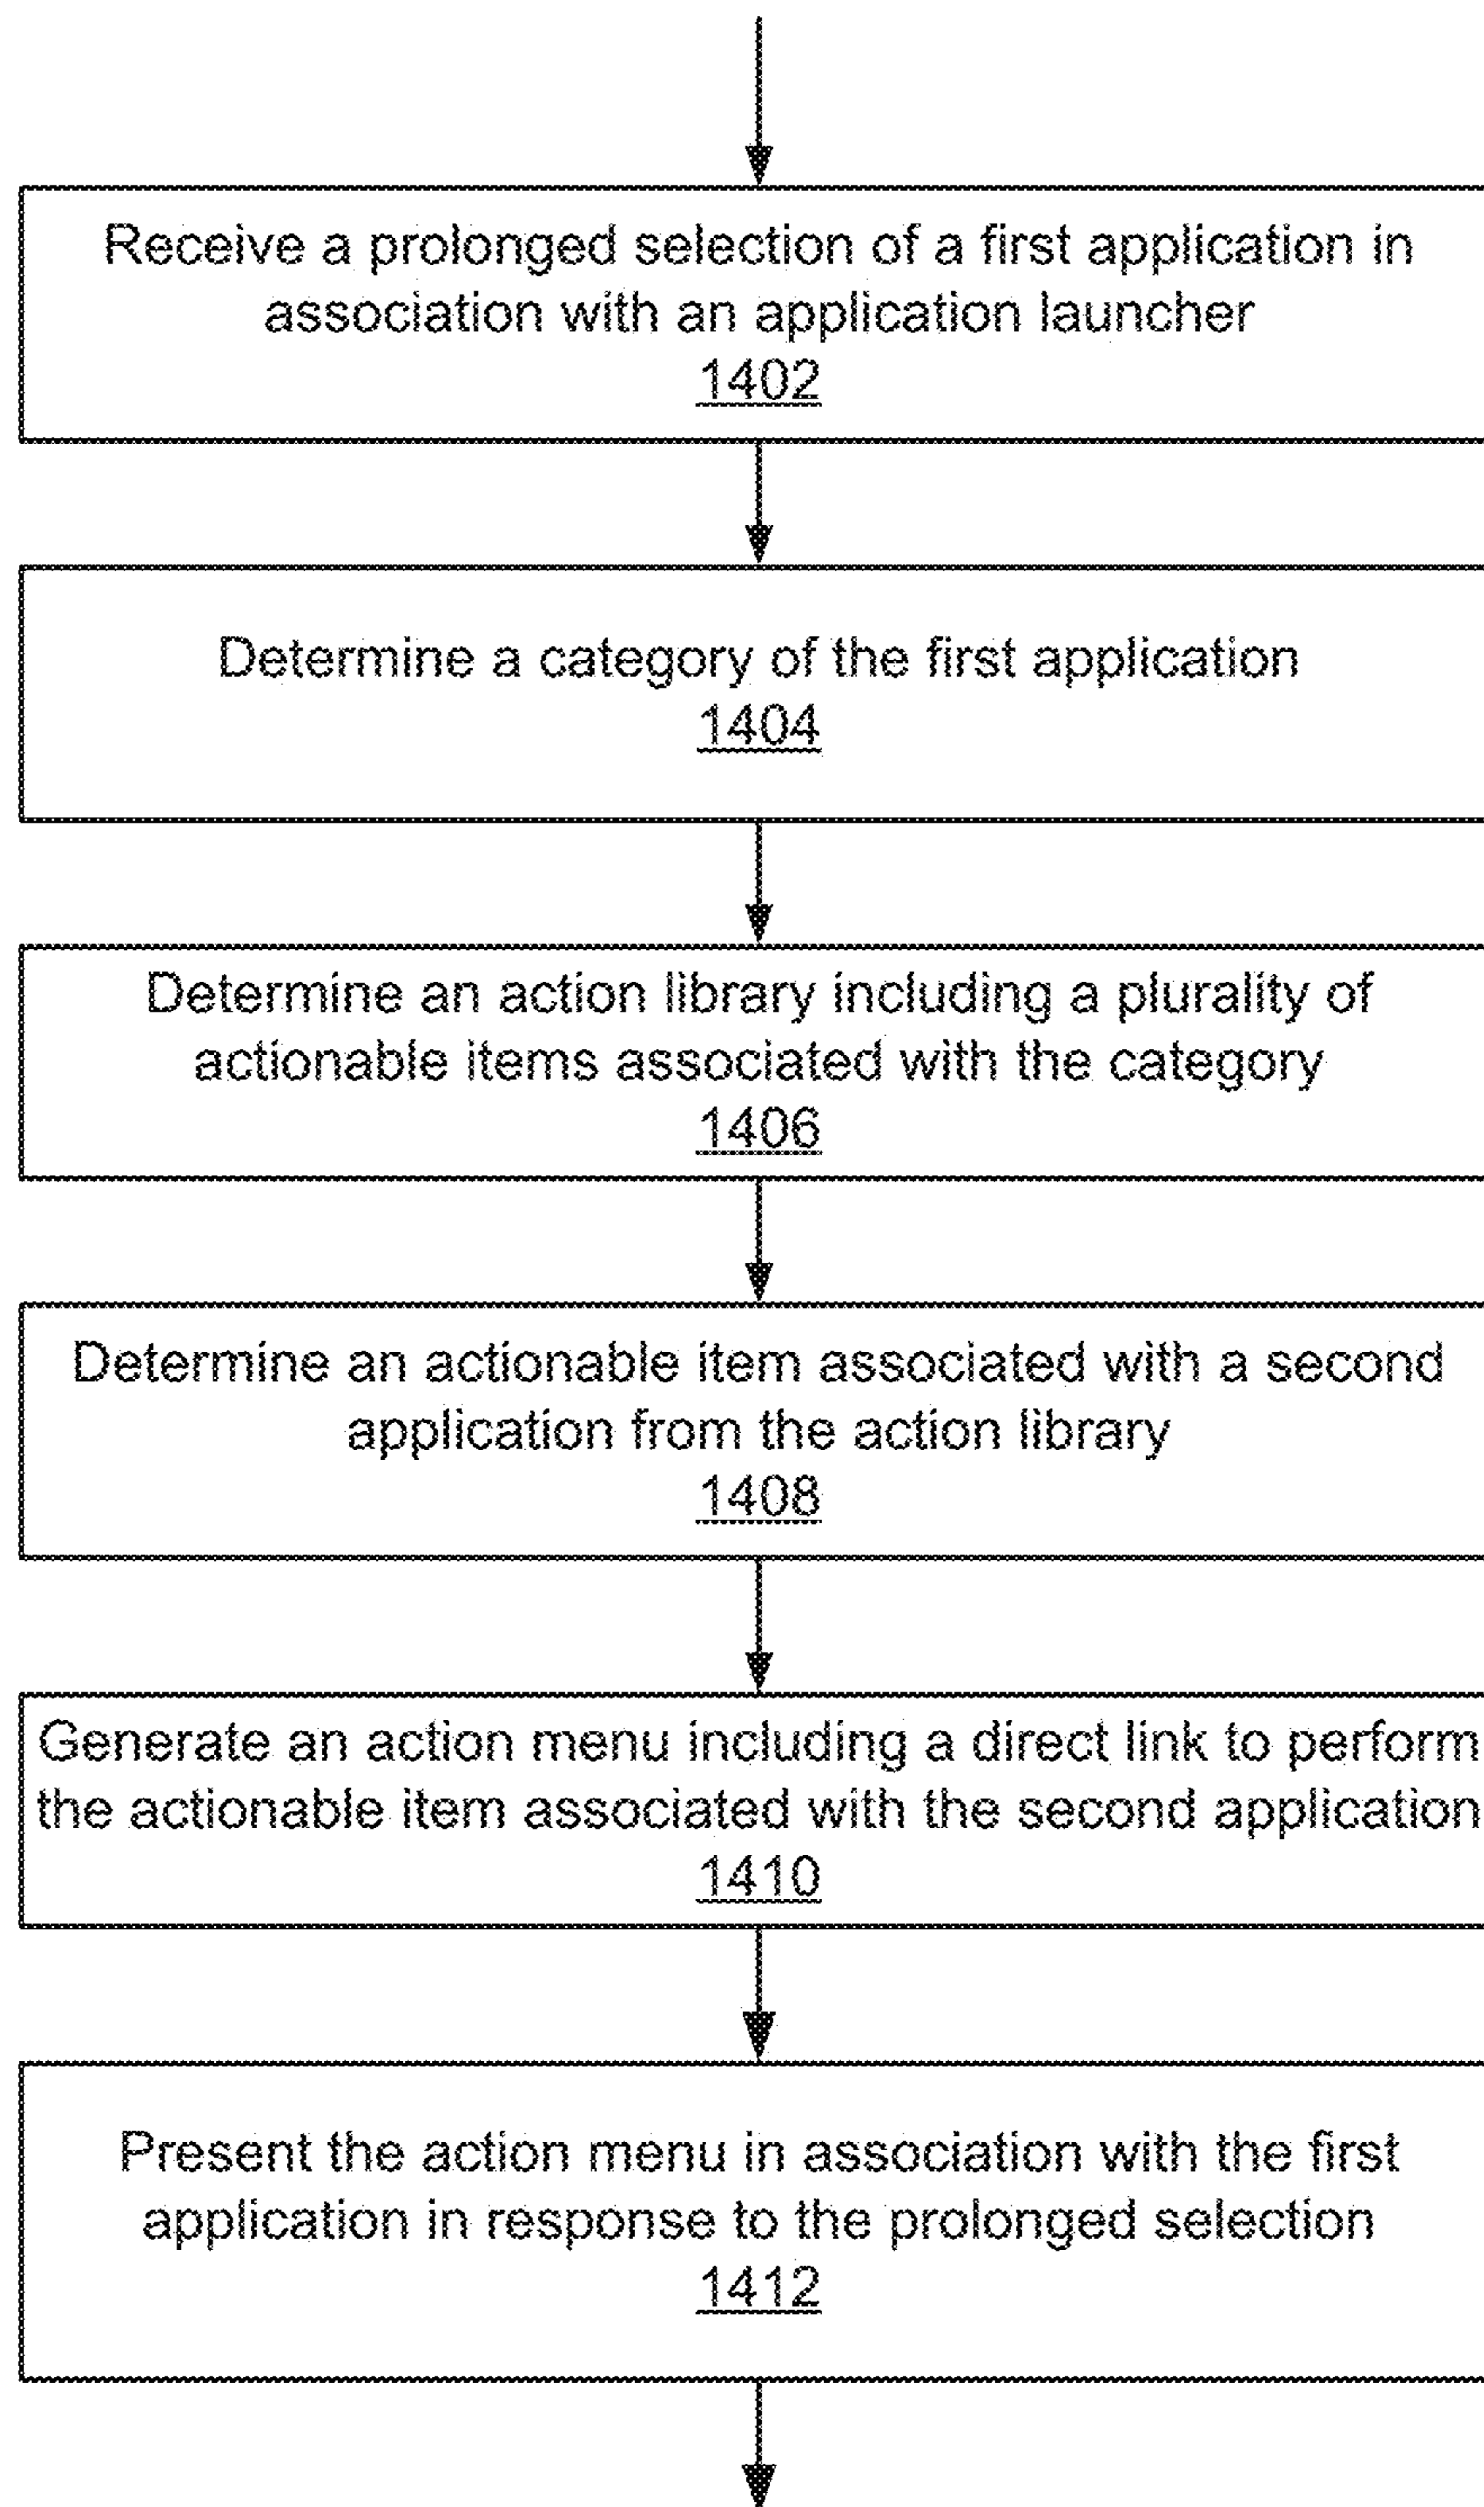 Receive a prolonged selection of a first application in
association with an application launcher
1402
Determine a category of the first application
1404
Determine an action library including a plurality of
actionable items associated with the category
1406
Determine an actionable item associated with a second
application from the action library
1408
Generate an action menu including a direct link to perform
the actionable item associated with the second application
1410
Present the action menu in association with the first
application in response to the prolonged selection
1412